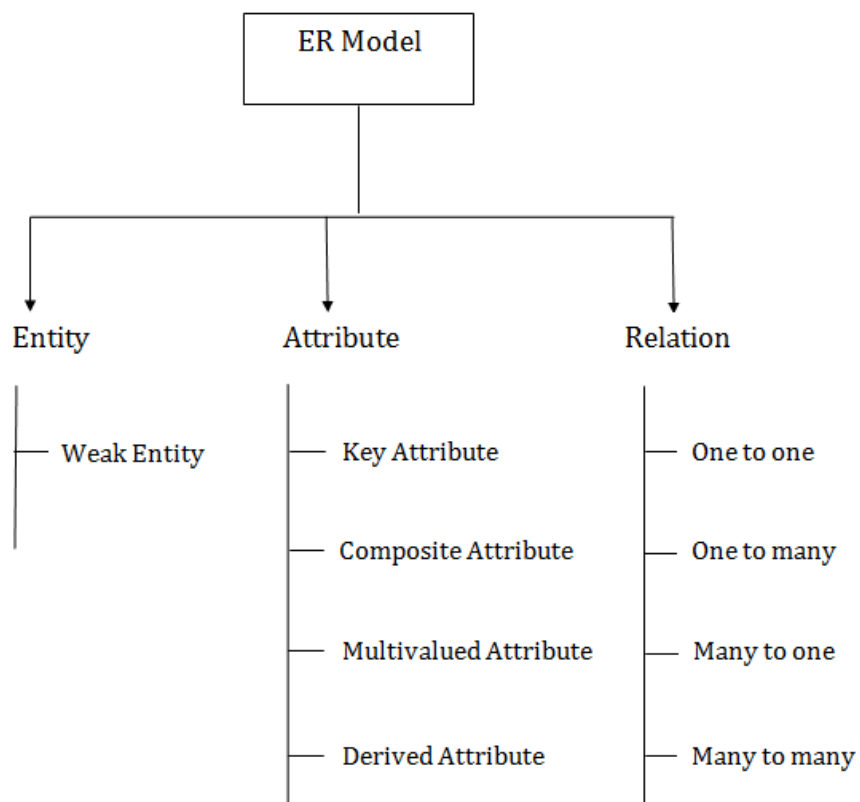 ER Model
Entity
Attribute
Relation
Weak Entity
Key Attribute
One to one
Composite Attribute
One to many
Multivalued Attribute
Many to one
Derived Attribute
Many to many